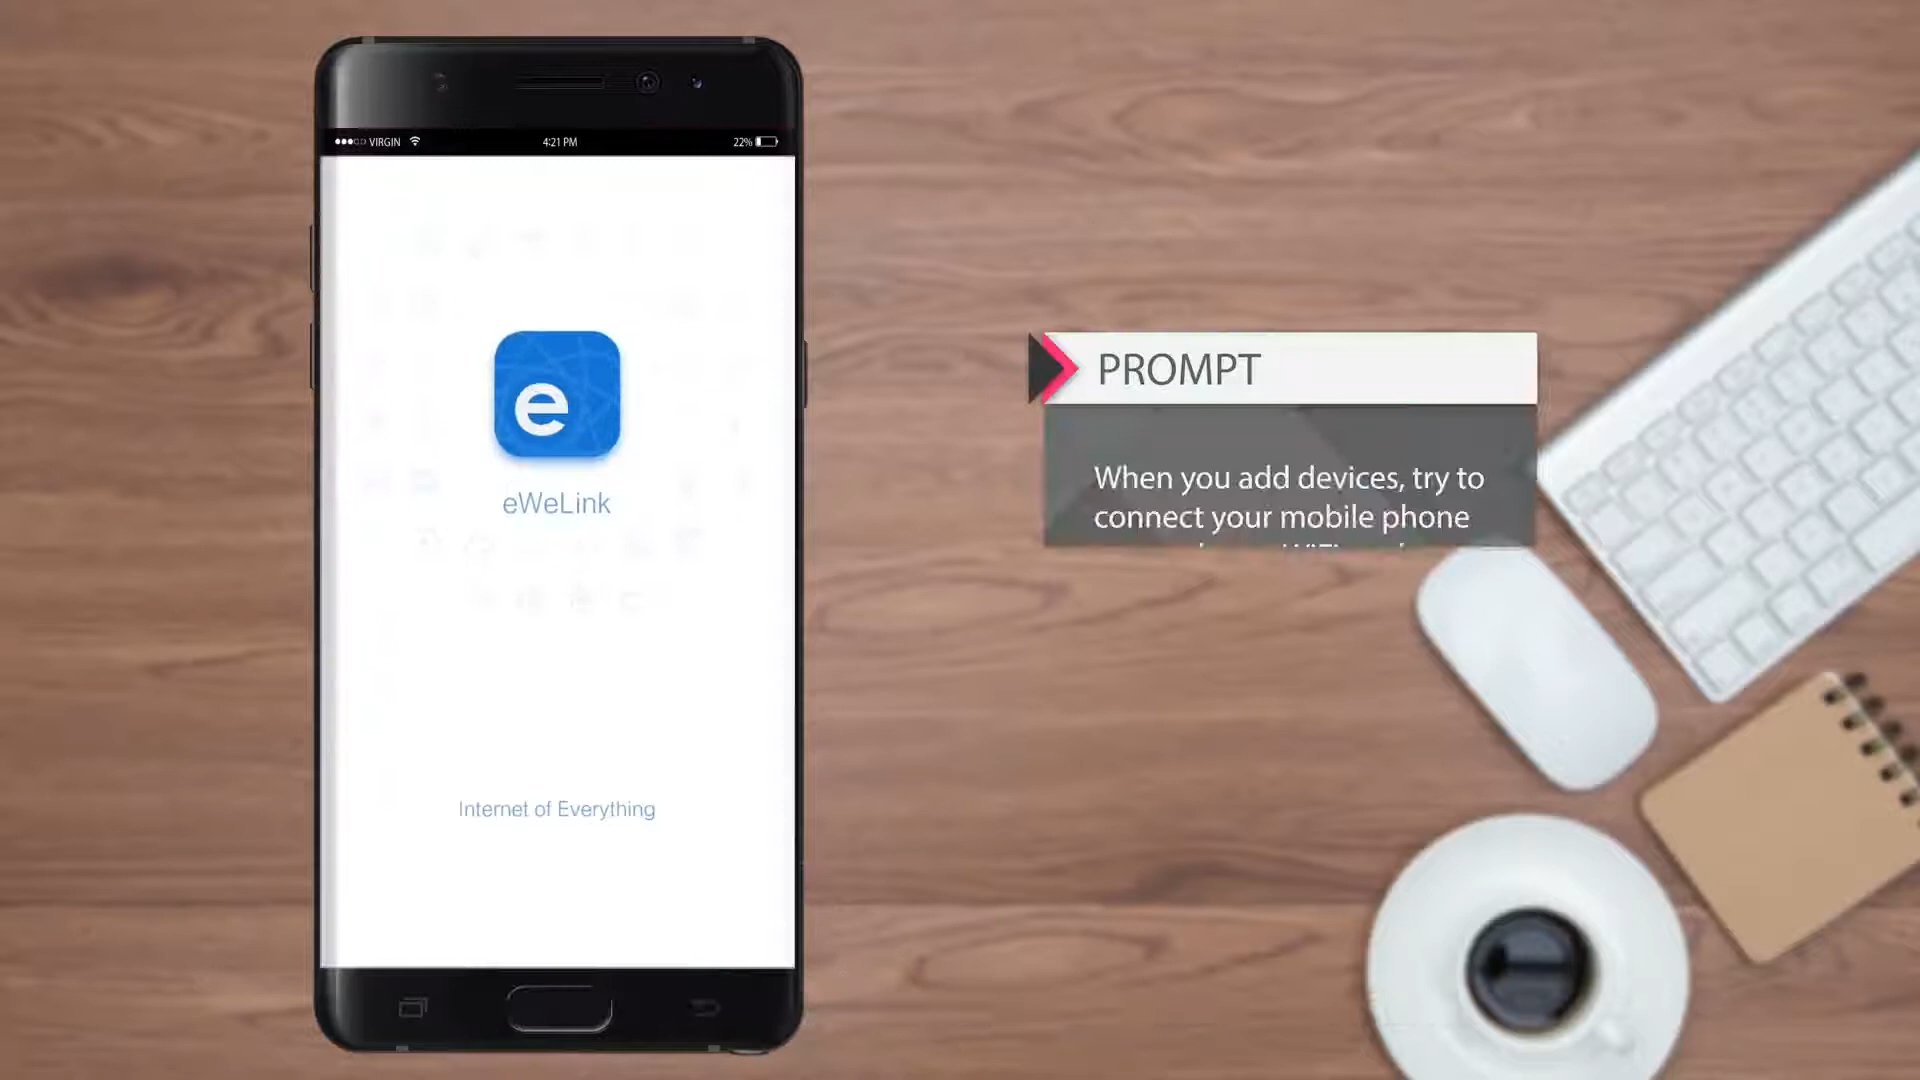 VIRGIN
4:21 PM
22%
e
eWeLink
Internet of Everything
PROMPT
When you add devices, try to
connect your mobile phone